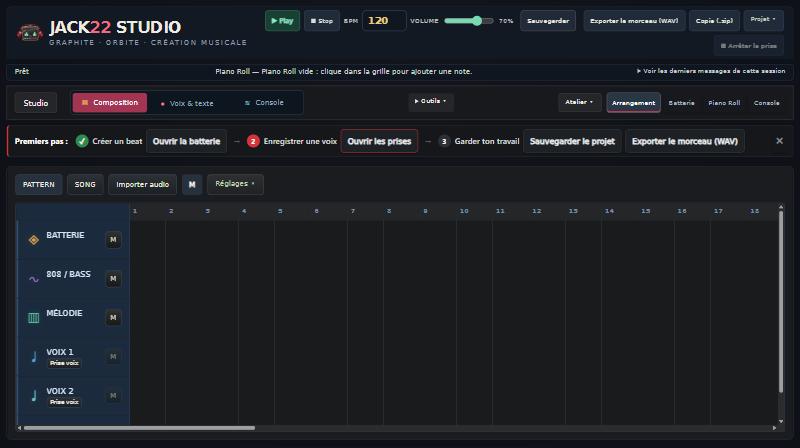 JACK22 STUDIO
GRAPHITE · ORBITE · CRÉATION MUSICALE
▶ Play
■ Stop
BPM
120
VOLUME
70%
Sauvegarder
Exporter le morceau (WAV)
Copie (.zip)
Projet
■ Arrêter la prise
Prêt
Piano Roll — Piano Roll vide : clique dans la grille pour ajouter une note.
▶ Voir les derniers messages de cette session
Studio
Composition
Voix & texte
Console
▶ Outils
Atelier
Arrangement
Batterie
Piano Roll
Console
Premiers pas :
✓ Créer un beat
Ouvrir la batterie
→
2 Enregistrer une voix
Ouvrir les prises
→
3 Garder ton travail
Sauvegarder le projet
Exporter le morceau (WAV)
✕
PATTERN
SONG
Importer audio
M
Réglages
1 2 3 4 5 6 7 8 9 10 11 12 13 14 15 16 17 18
BATTERIE
M
808 / BASS
M
MÉLODIE
M
VOIX 1
Prise voix
M
VOIX 2
Prise voix
M